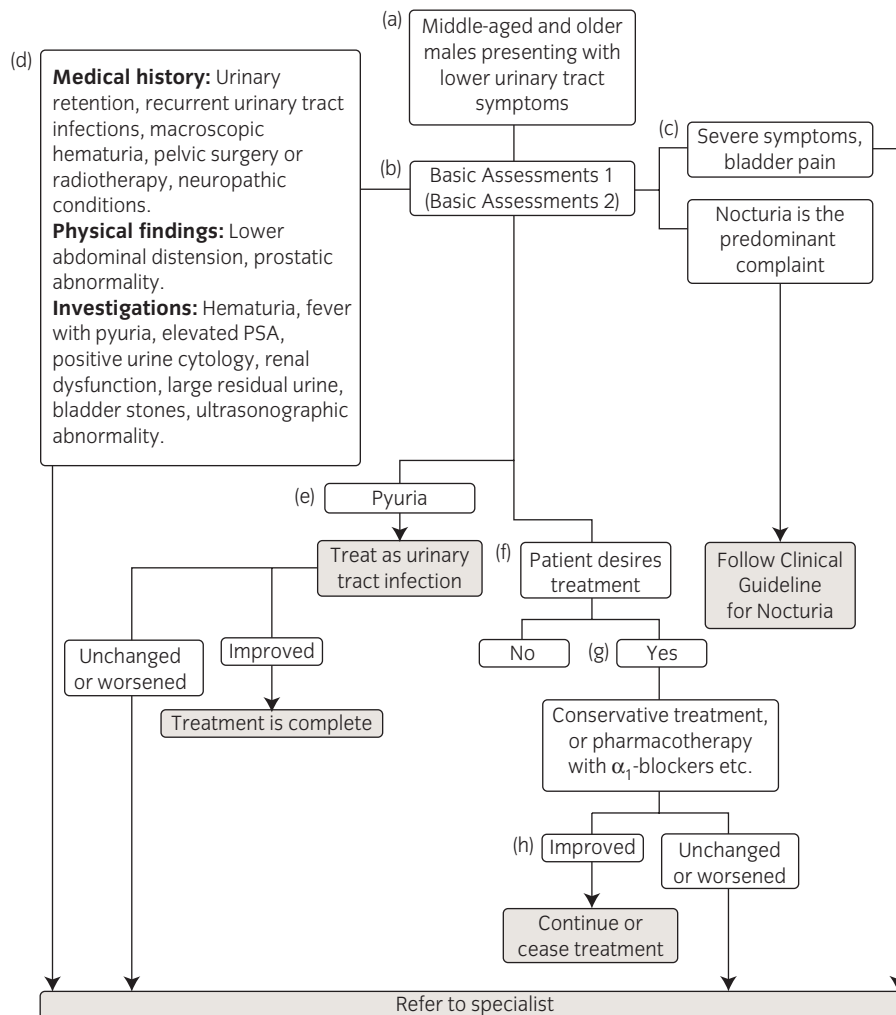 (a)
Middle-aged and older
males presenting with
lower urinary tract
symptoms
(d)
Medical history: Urinary
retention, recurrent urinary tract
infections, macroscopic
hematuria, pelvic surgery or
radiotherapy, neuropathic
conditions.
Physical findings: Lower
abdominal distension, prostatic
abnormality.
Investigations: Hematuria, fever
with pyuria, elevated PSA,
positive urine cytology, renal
dysfunction, large residual urine,
bladder stones, ultrasonographic
abnormality.
(b)
Basic Assessments 1
(Basic Assessments 2)
(c)
Severe symptoms,
bladder pain
Nocturia is the
predominant
complaint
(e)
Pyuria
Treat as urinary
tract infection
(f)
Patient desires
treatment
Follow Clinical
Guideline
for Nocturia
Unchanged
or worsened
Improved
No
(g)
Yes
Treatment is complete
Conservative treatment,
or pharmacotherapy
with α₁-blockers etc.
(h)
Improved
Unchanged
or worsened
Continue or
cease treatment
Refer to specialist